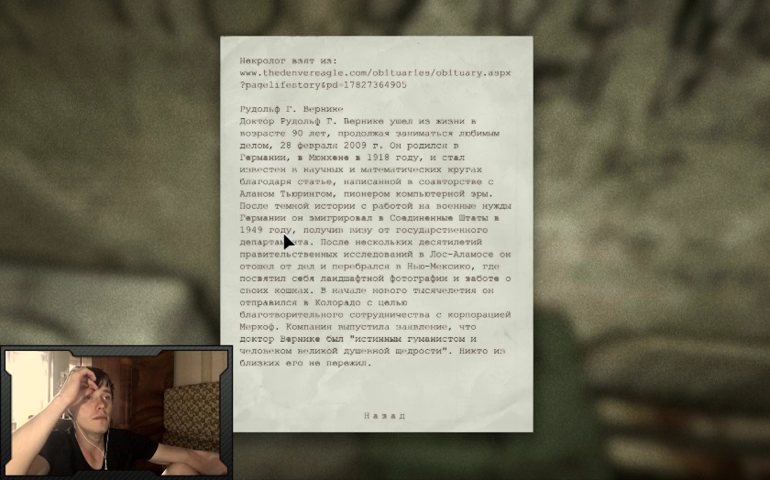 Некролог взят из:
www.thedenvereagle.com/obituaries/obituary.aspx
?pagelifestory&pd=17827364905
Рудольф Г. Вернике
Доктор Рудольф Г. Вернике ушел из жизни в
возрасте 90 лет, продолжая заниматься любимым
делом, 28 февраля 2009 г. Он родился в
Германии, в Мюнхене в 1918 году, и стал
известен в научных и математических кругах
благодаря статье, написанной в соавторстве с
Аланом Тьюрингом, пионером компьютерной эры.
После темной истории с работой на военные нужды
Германии он эмигрировал в Соединенные Штаты в
1949 году, получив визу от государственного
департамента. После нескольких десятилетий
правительственных исследований в Лос-Аламосе он
отошел от дел и перебрался в Нью-Мексико, где
посвятил себя ландшафтной фотографии и заботе о
своих кошках. В начале нового тысячелетия он
отправился в Колорадо с целью
благотворительного сотрудничества с корпорацией
Меркоф. Компания выпустила заявление, что
доктор Вернике был "истинным гуманистом и
человеком великой душевной щедрости". Никто из
близких его не пережил.
Назад